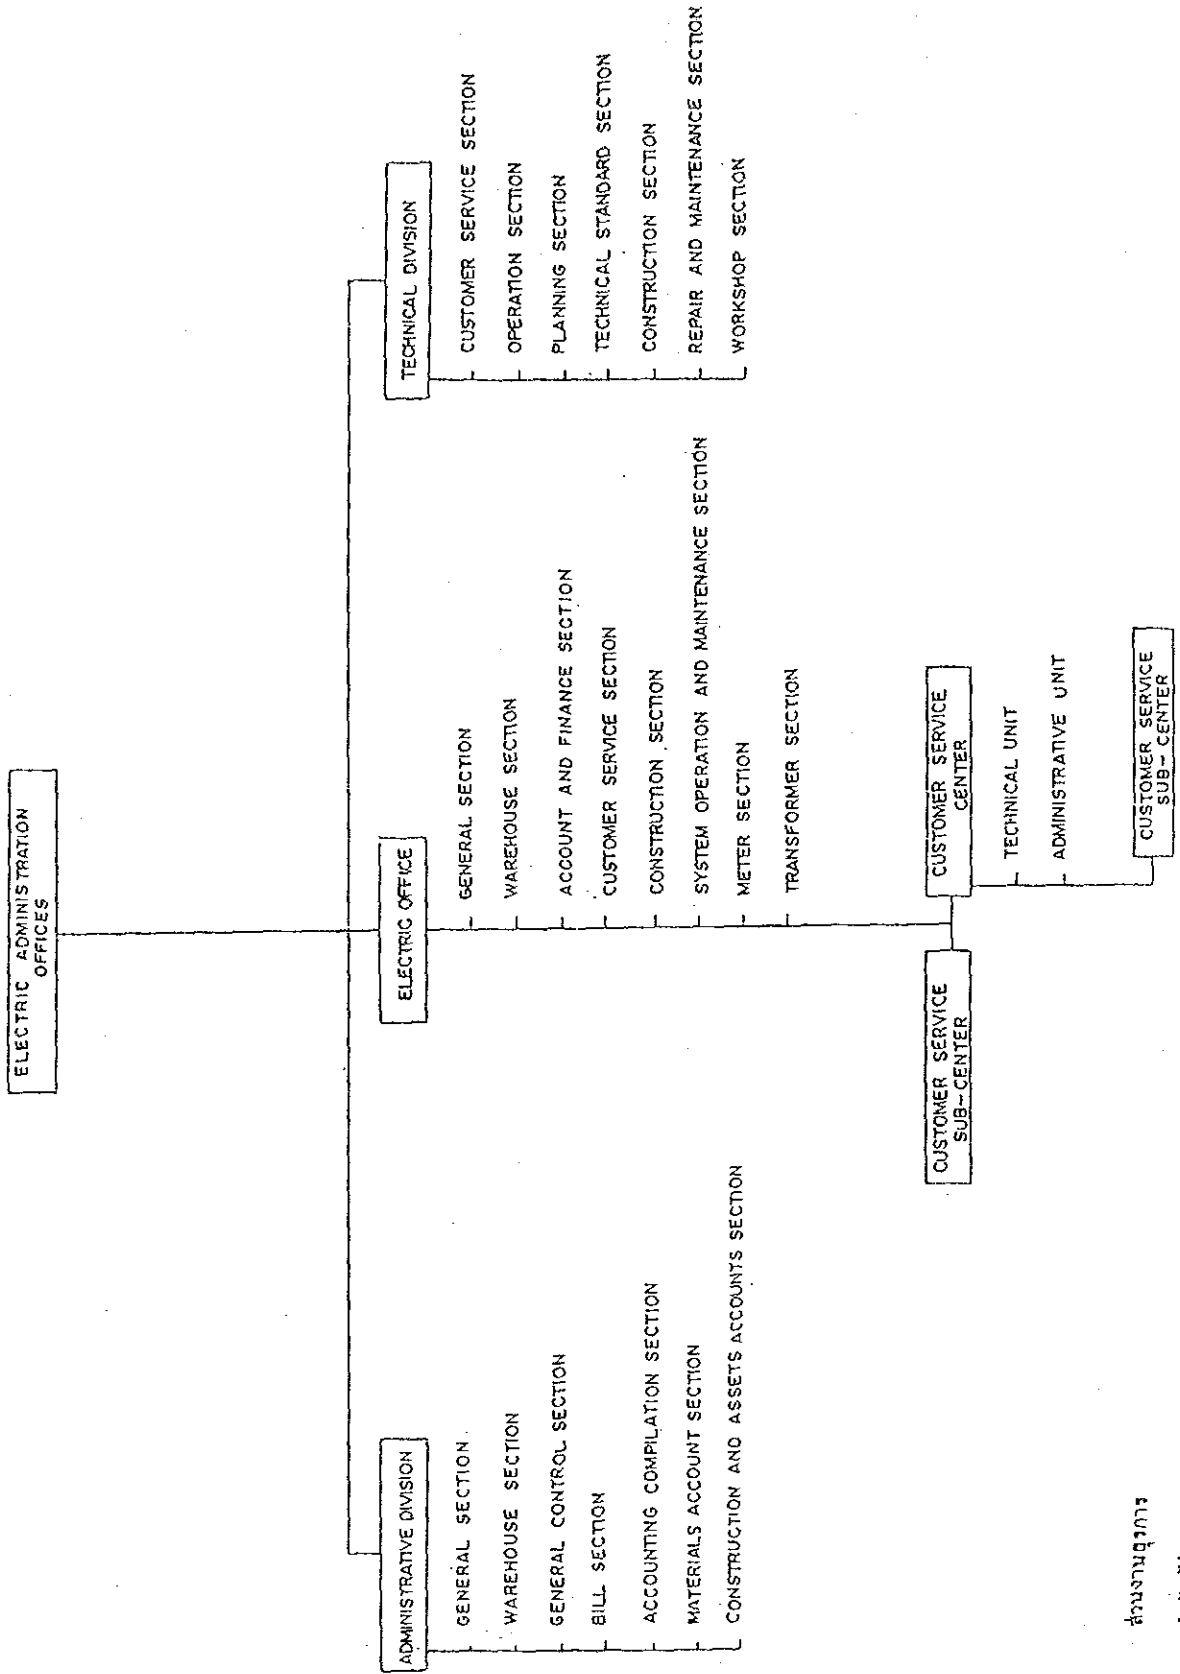 ELECTRIC ADMINISTRATION
OFFICES
ADMINISTRATIVE DIVISION
GENERAL SECTION
WAREHOUSE SECTION
GENERAL CONTROL SECTION
BILL SECTION
ACCOUNTING COMPILATION SECTION
MATERIALS ACCOUNT SECTION
CONSTRUCTION AND ASSETS ACCOUNTS SECTION
ELECTRIC OFFICE
GENERAL SECTION
WAREHOUSE SECTION
ACCOUNT AND FINANCE SECTION
CUSTOMER SERVICE SECTION
CONSTRUCTION SECTION
SYSTEM OPERATION AND MAINTENANCE SECTION
METER SECTION
TRANSFORMER SECTION
TECHNICAL DIVISION
CUSTOMER SERVICE SECTION
OPERATION SECTION
PLANNING SECTION
TECHNICAL STANDARD SECTION
CONSTRUCTION SECTION
REPAIR AND MAINTENANCE SECTION
WORKSHOP SECTION
CUSTOMER SERVICE
SUB-CENTER
CUSTOMER SERVICE
CENTER
TECHNICAL UNIT
ADMINISTRATIVE UNIT
CUSTOMER SERVICE
SUB-CENTER
ส่วนงานธุรการ